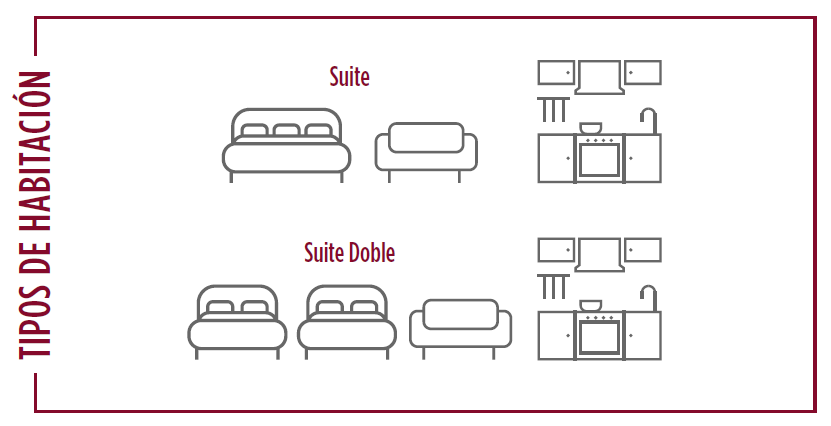 TIPOS DE HABITACIÓN
Suite
Suite Doble